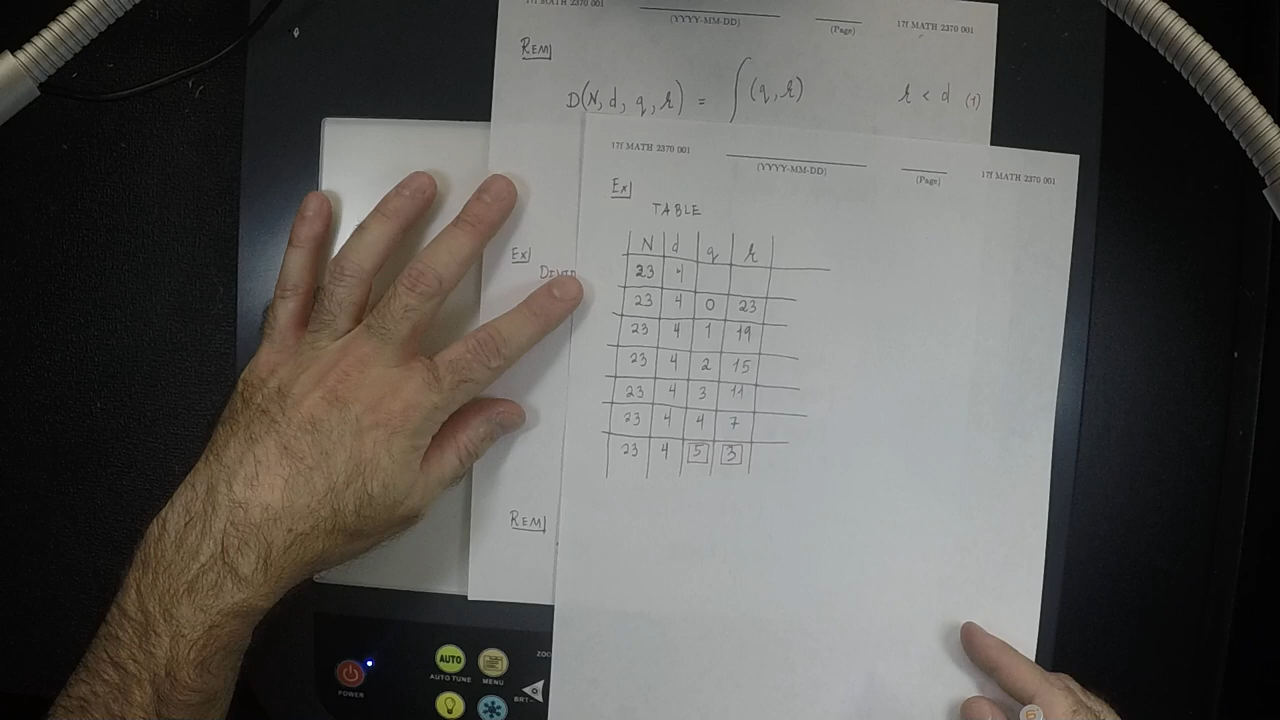 17f MATH 2370 001
(YYYY-MM-DD)
(Page)
17f MATH 2370 001
REM
D(N, d, q, r) = ∫(q, r) r < d (1)
17f MATH 2370 001
(YYYY-MM-DD)
(Page)
17f MATH 2370 001
Ex
TABLE
N d q r
23 4
23 4 0 23
23 4 1 19
23 4 2 15
23 4 3 11
23 4 4 7
23 4 5 3
Ex
REM
POWER
AUTO
AUTO TUNE
MENU
ZOO
BRT-